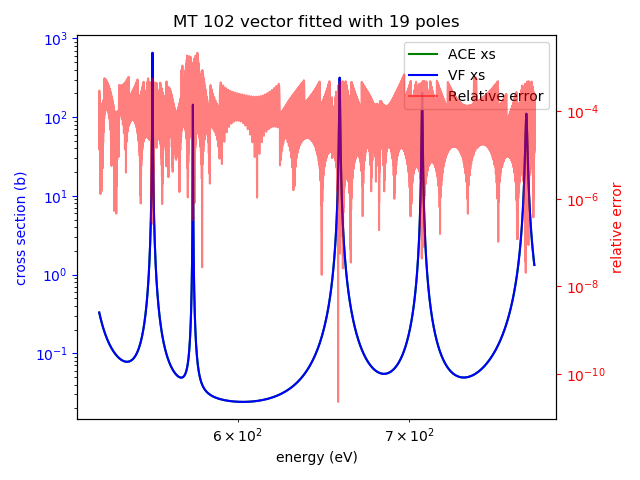 MT 102 vector fitted with 19 poles
ACE xs
VF xs
Relative error
10³
10²
10¹
10⁰
10⁻¹
cross section (b)
10⁻⁴
10⁻⁶
10⁻⁸
10⁻¹⁰
relative error
6 × 10²
7 × 10²
energy (eV)